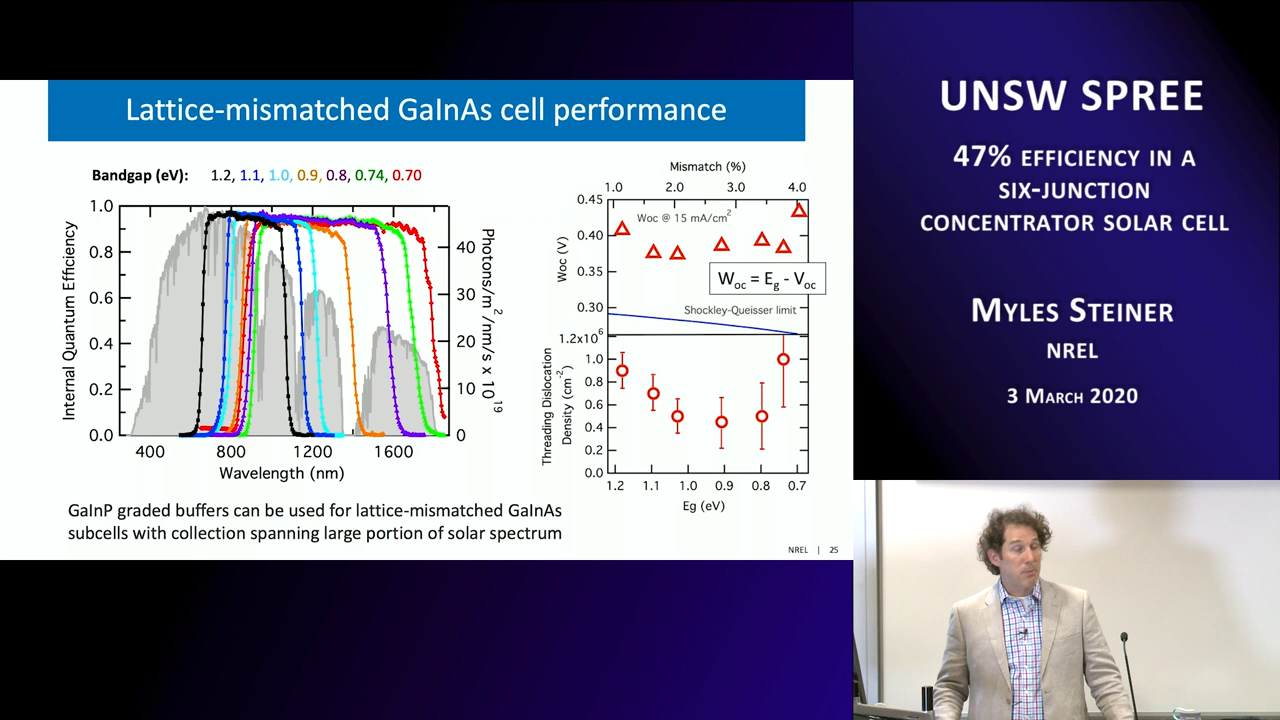 Lattice-mismatched GaInAs cell performance
Bandgap (eV): 1.2, 1.1, 1.0, 0.9, 0.8, 0.74, 0.70
1.0
0.8
0.6
0.4
0.2
0.0
Internal Quantum Efficiency
400 800 1200 1600
Wavelength (nm)
40
30
20
10
0
Photons/m²/nm/s x 10¹⁹
Mismatch (%)
1.0 2.0 3.0 4.0
0.45
0.40
0.35
0.30
Woc (V)
Woc @ 15 mA/cm²
Woc = Eg - Voc
Shockley-Queisser limit
1.2x10⁶
1.0
0.8
0.6
0.4
0.2
0.0
Threading Dislocation
Density (cm⁻²)
1.2 1.1 1.0 0.9 0.8 0.7
Eg (eV)
GaInP graded buffers can be used for lattice-mismatched GaInAs
subcells with collection spanning large portion of solar spectrum
NREL | 25
UNSW SPREE
47% EFFICIENCY IN A
SIX-JUNCTION
CONCENTRATOR SOLAR CELL
MYLES STEINER
NREL
3 MARCH 2020